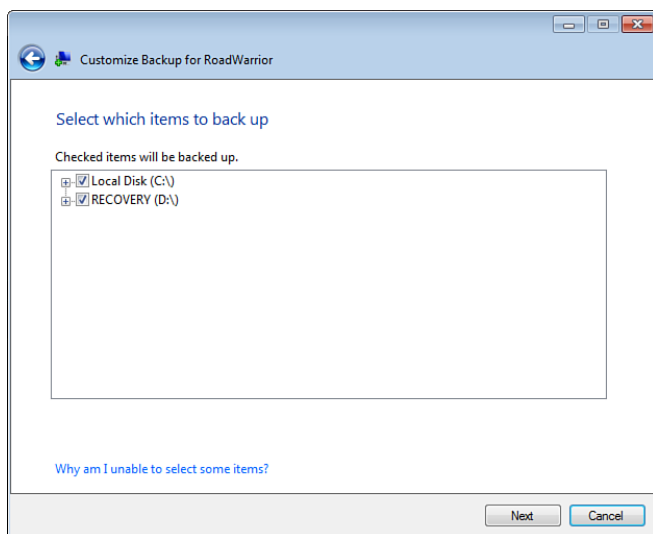 Customize Backup for RoadWarrior
Select which items to back up
Checked items will be backed up.
Local Disk (C:\)
RECOVERY (D:\)
Why am I unable to select some items?
Next Cancel